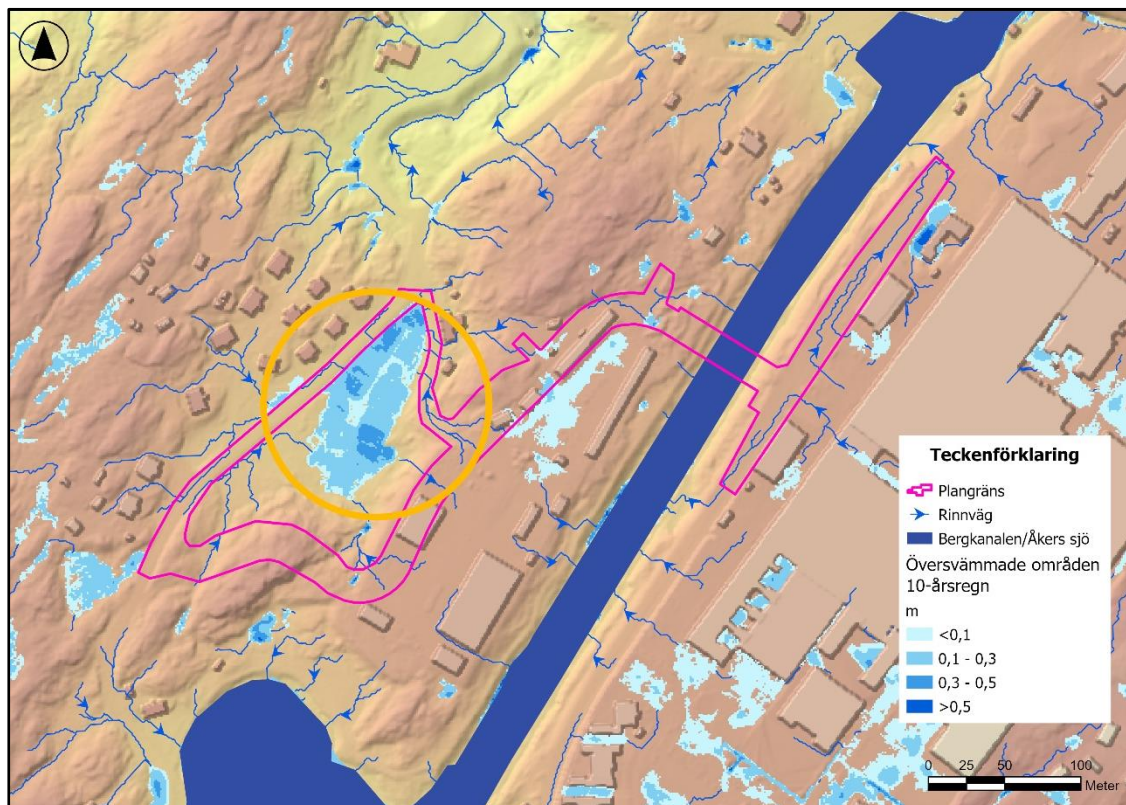 Teckenförklaring
Plangräns
Rinnväg
Bergkanalen/Åkers sjö
Översvämmade områden
10-årsregn
m
<0,1
0,1 - 0,3
0,3 - 0,5
>0,5
0 25 50 100
Meter